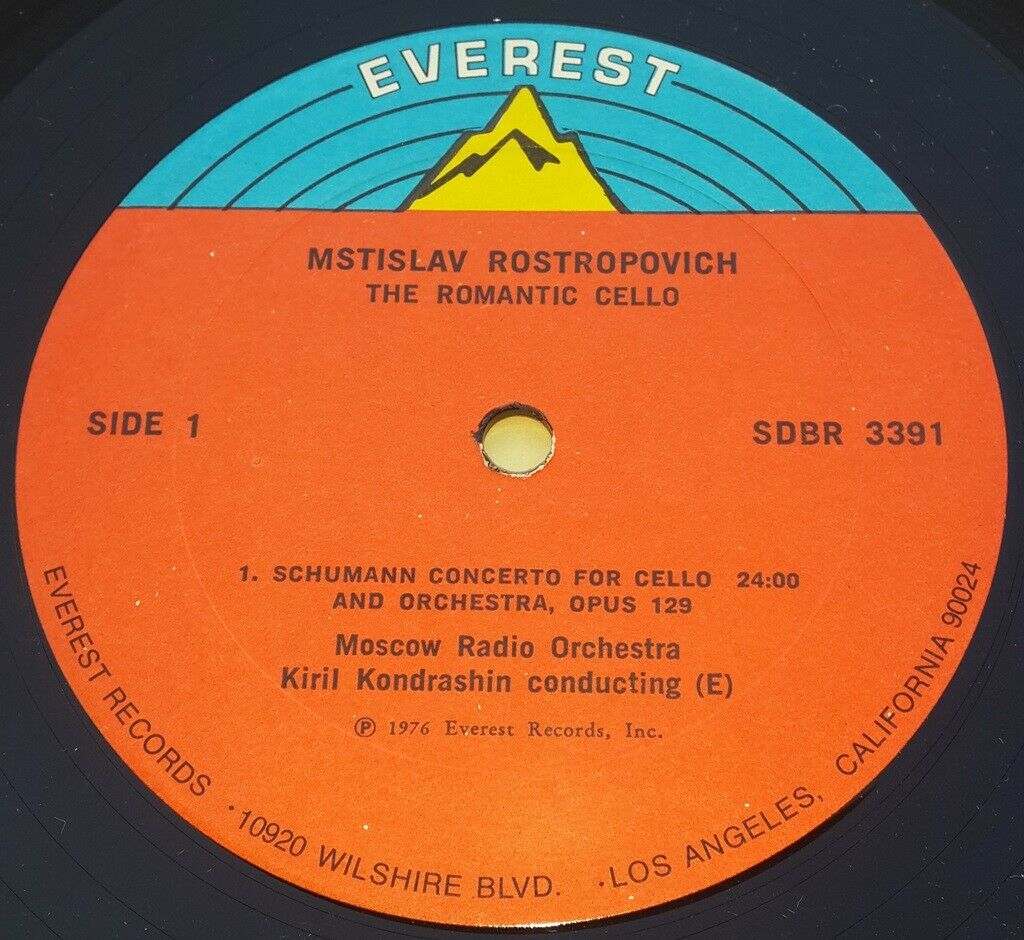 EVEREST
MSTISLAV ROSTROPOVICH
THE ROMANTIC CELLO
SIDE 1
SDBR 3391
1. SCHUMANN CONCERTO FOR CELLO 24:00
AND ORCHESTRA, OPUS 129
Moscow Radio Orchestra
Kiril Kondrashin conducting (E)
℗ 1976 Everest Records, Inc.
EVEREST RECORDS · 10920 WILSHIRE BLVD. · LOS ANGELES, CALIFORNIA 90024